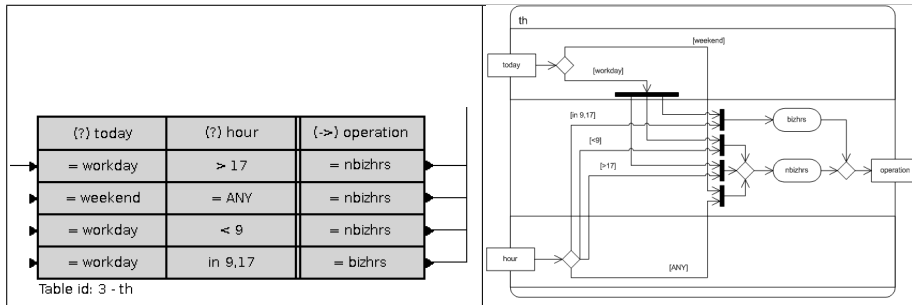 (?) today (?) hour (->) operation
= workday > 17 = nbizhrs
= weekend = ANY = nbizhrs
= workday < 9 = nbizhrs
= workday in 9,17 = bizhrs
Table id: 3 - th
th
[weekend]
today
[workday]
[in 9,17]
bizhrs
[<9]
[>17]
nbizhrs
operation
hour
[ANY]